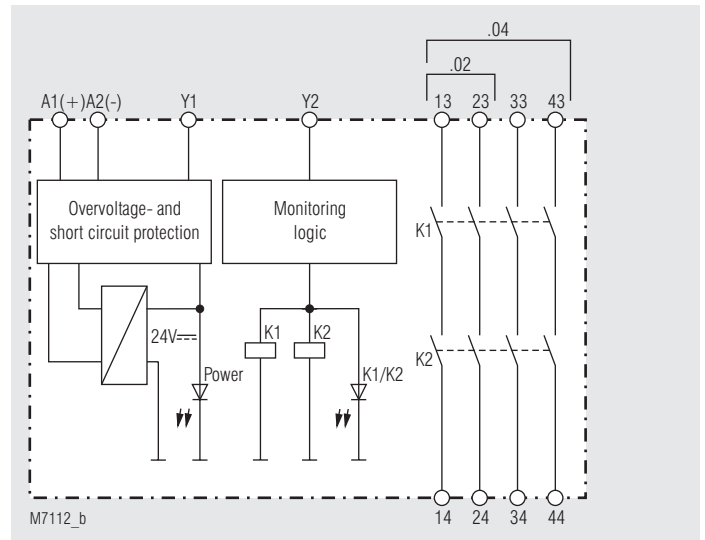 .04
.02
A1(+) A2(-) Y1 Y2 13 23 33 43
Overvoltage- and
short circuit protection
Monitoring
logic
K1
24V
K1 K2
K2
Power
K1/K2
M7112_b
14 24 34 44